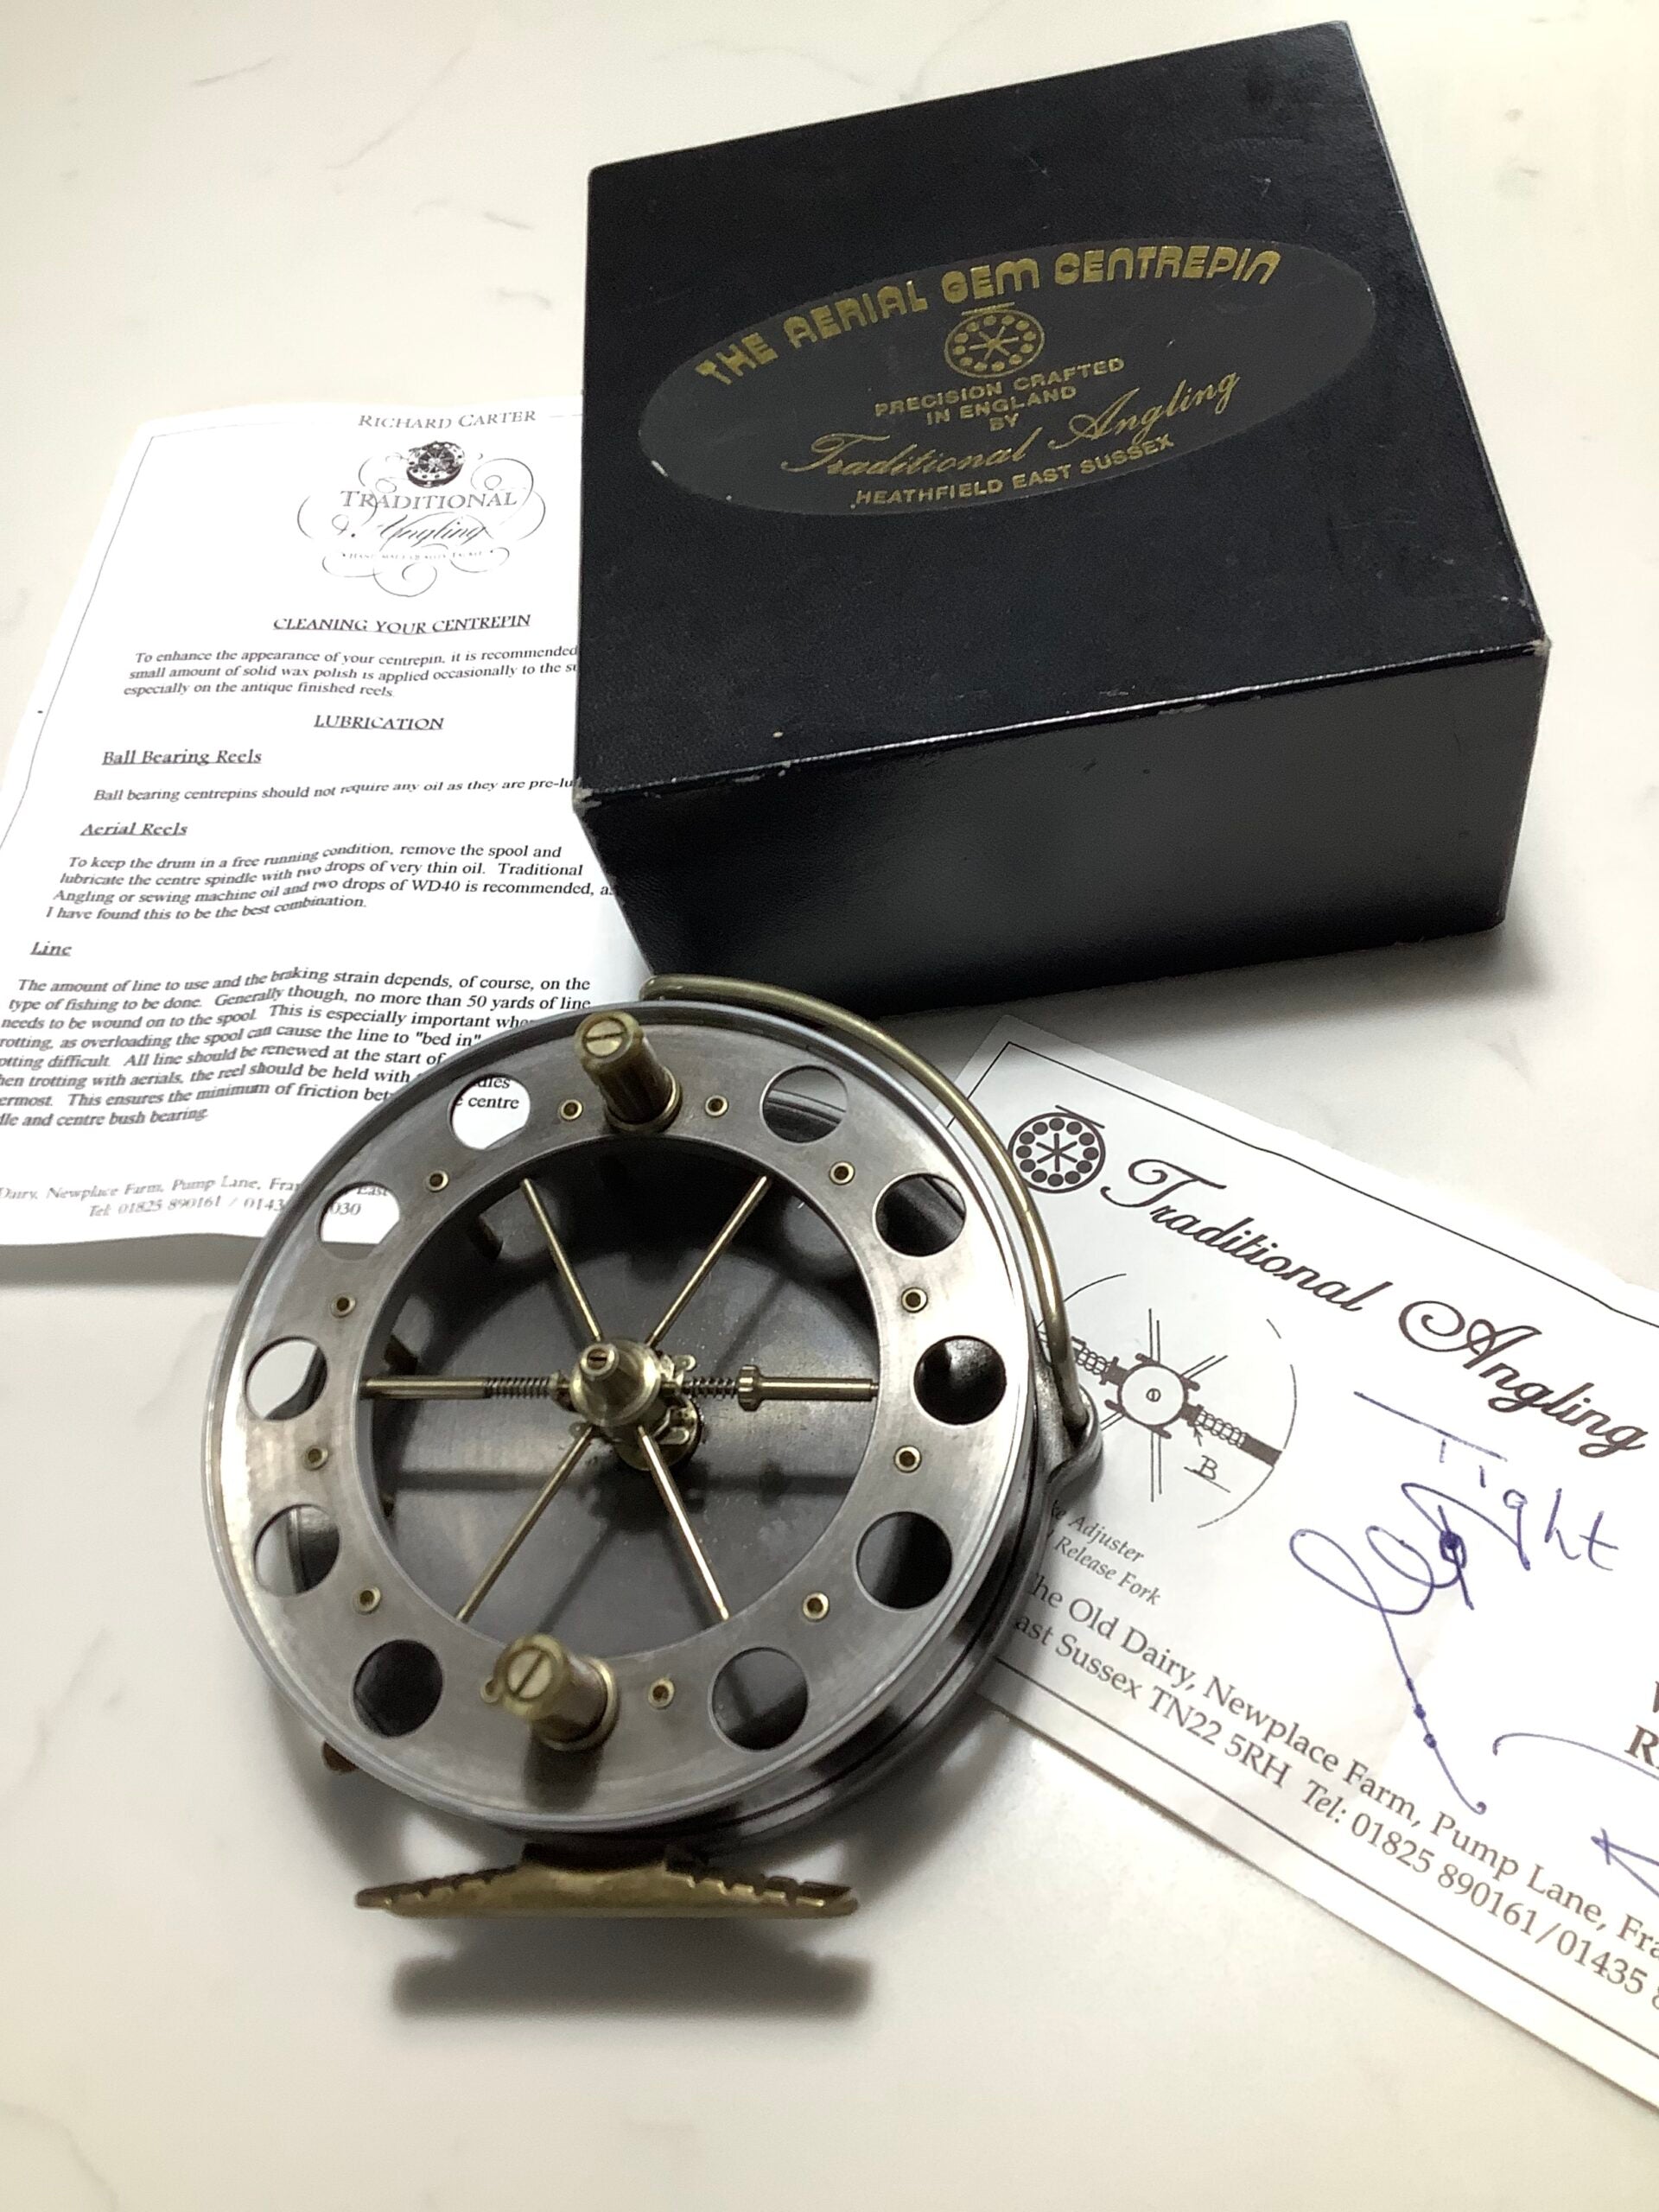 THE AERIAL GEM CENTREPIN
PRECISION CRAFTED
IN ENGLAND
BY
Traditional Angling
HEATHFIELD EAST SUSSEX
RICHARD CARTER
TRADITIONAL
Angling
CLEANING YOUR CENTREPIN
To enhance the appearance of your centrepin, it is recommended
small amount of solid wax polish is applied occasionally to the
especially on the antique finished reels.
LUBRICATION
Ball Bearing Reels
Ball bearing centrepins should not require any oil as they are pre-lu
Aerial Reels
To keep the drum in a free running condition, remove the spool and
lubricate the centre spindle with two drops of very thin oil. Traditional
Angling or sewing machine oil and two drops of WD40 is recommended, as
I have found this to be the best combination.
Line
The amount of line to use and the braking strain depends, of course, on the
type of fishing to be done. Generally though, no more than 50 yards of line
needs to be wound on to the spool. This is especially important whe
rotting, as overloading the spool can cause the line to "bed in"
otting difficult. All line should be renewed at the start of
hen trotting with aerials, the reel should be held with dles
ermost. This ensures the minimum of friction bet centre
dle and centre bush bearing.
Dairy, Newplace Farm, Pump Lane, Fra East
Tel: 01825 890161 / 0143 030
Traditional Angling
Tight
B
ke Adjuster
Release Fork
The Old Dairy, Newplace Farm, Pump Lane, Fra
ast Sussex TN22 5RH Tel: 01825 890161/01435 8